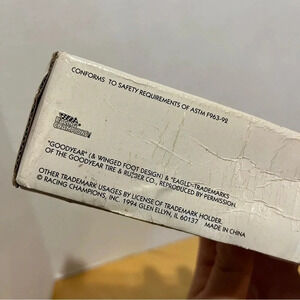 CONFORMS TO SAFETY REQUIREMENTS OF ASTM F963-92
RACING
CHAMPIONS
"GOODYEAR" (& WINGED FOOT DESIGN) & "EAGLE"-TRADEMARKS
OF THE GOODYEAR TIRE & RUBBER CO., REPRODUCED BY PERMISSION.
OTHER TRADEMARK USAGES BY LICENSE OF TRADEMARK HOLDER.
© RACING CHAMPIONS, INC. 1994 GLEN ELLYN, IL 60137 MADE IN CHINA